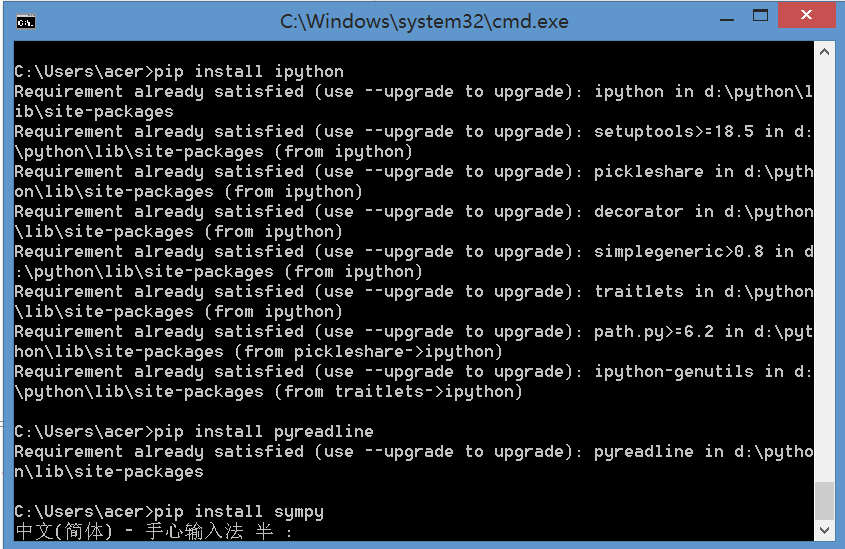 C:\Windows\system32\cmd.exe
C:\Users\acer>pip install ipython
Requirement already satisfied (use --upgrade to upgrade): ipython in d:\python\l
ib\site-packages
Requirement already satisfied (use --upgrade to upgrade): setuptools>=18.5 in d:
\python\lib\site-packages (from ipython)
Requirement already satisfied (use --upgrade to upgrade): pickleshare in d:\pyth
on\lib\site-packages (from ipython)
Requirement already satisfied (use --upgrade to upgrade): decorator in d:\python
\lib\site-packages (from ipython)
Requirement already satisfied (use --upgrade to upgrade): simplegeneric>0.8 in d
:\python\lib\site-packages (from ipython)
Requirement already satisfied (use --upgrade to upgrade): traitlets in d:\python
\lib\site-packages (from ipython)
Requirement already satisfied (use --upgrade to upgrade): path.py>=6.2 in d:\pyt
hon\lib\site-packages (from pickleshare->ipython)
Requirement already satisfied (use --upgrade to upgrade): ipython-genutils in d:
\python\lib\site-packages (from traitlets->ipython)
C:\Users\acer>pip install pyreadline
Requirement already satisfied (use --upgrade to upgrade): pyreadline in d:\pytho
n\lib\site-packages
C:\Users\acer>pip install sympy
中文(简体) - 手心输入法 半 :